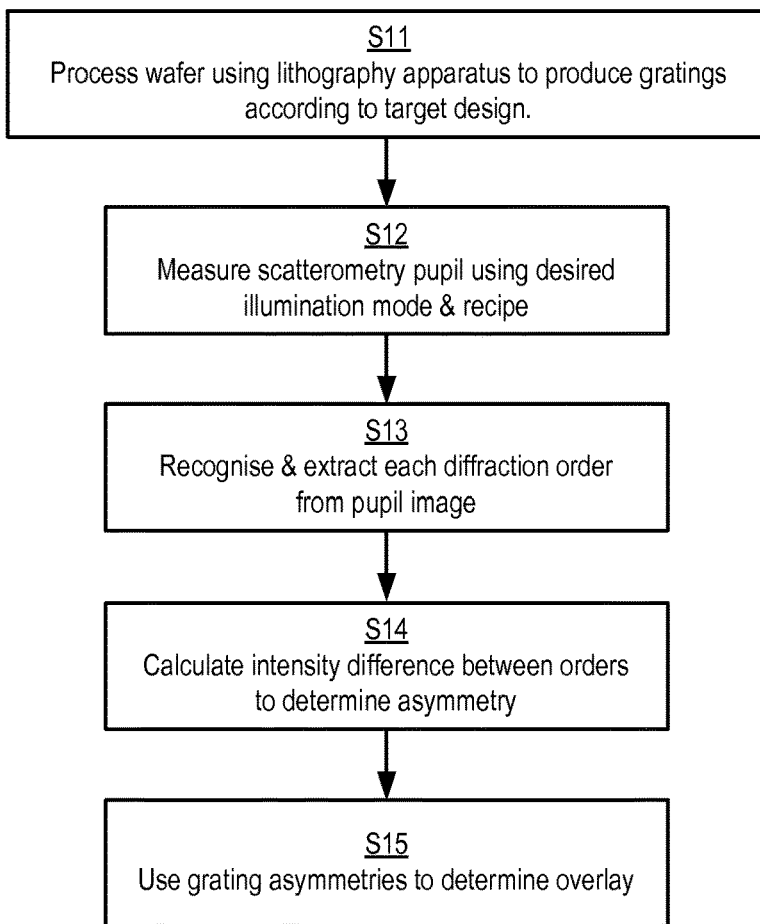 S11
Process wafer using lithography apparatus to produce gratings
according to target design.
S12
Measure scatterometry pupil using desired
illumination mode & recipe
S13
Recognise & extract each diffraction order
from pupil image
S14
Calculate intensity difference between orders
to determine asymmetry
S15
Use grating asymmetries to determine overlay